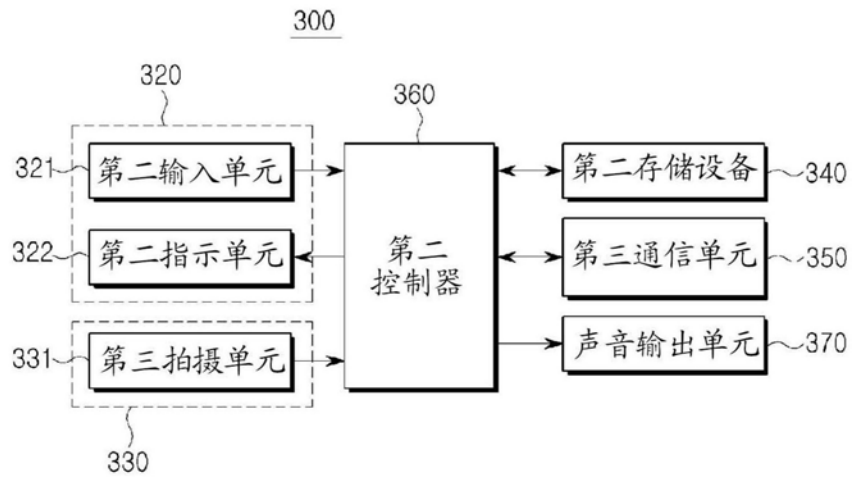 300
320
360
321
第二输入单元
第二存储设备
340
322
第二指示单元
第二
控制器
第三通信单元
350
331
第三拍摄单元
声音输出单元
370
330